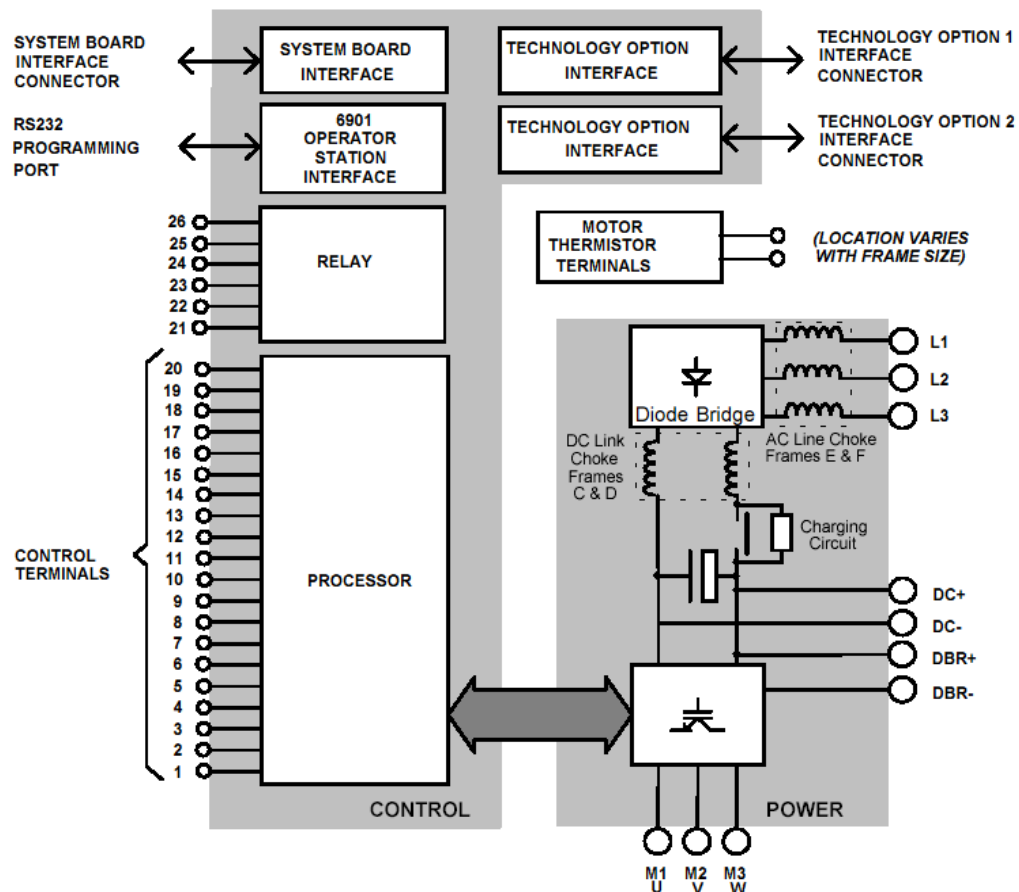 SYSTEM BOARD
INTERFACE
CONNECTOR
SYSTEM BOARD
INTERFACE
TECHNOLOGY OPTION
INTERFACE
TECHNOLOGY OPTION 1
INTERFACE
CONNECTOR
RS232
PROGRAMMING
PORT
6901
OPERATOR
STATION
INTERFACE
TECHNOLOGY OPTION
INTERFACE
TECHNOLOGY OPTION 2
INTERFACE
CONNECTOR
26
25
24
23
22
21
RELAY
MOTOR
THERMISTOR
TERMINALS
(LOCATION VARIES
WITH FRAME SIZE)
CONTROL
TERMINALS
20
19
18
17
16
15
14
13
12
11
10
9
8
7
6
5
4
3
2
1
PROCESSOR
CONTROL
Diode Bridge
L1
L2
L3
DC Link
Choke
Frames
C & D
AC Line Choke
Frames E & F
Charging
Circuit
DC+
DC-
DBR+
DBR-
POWER
M1 M2 M3
U V W